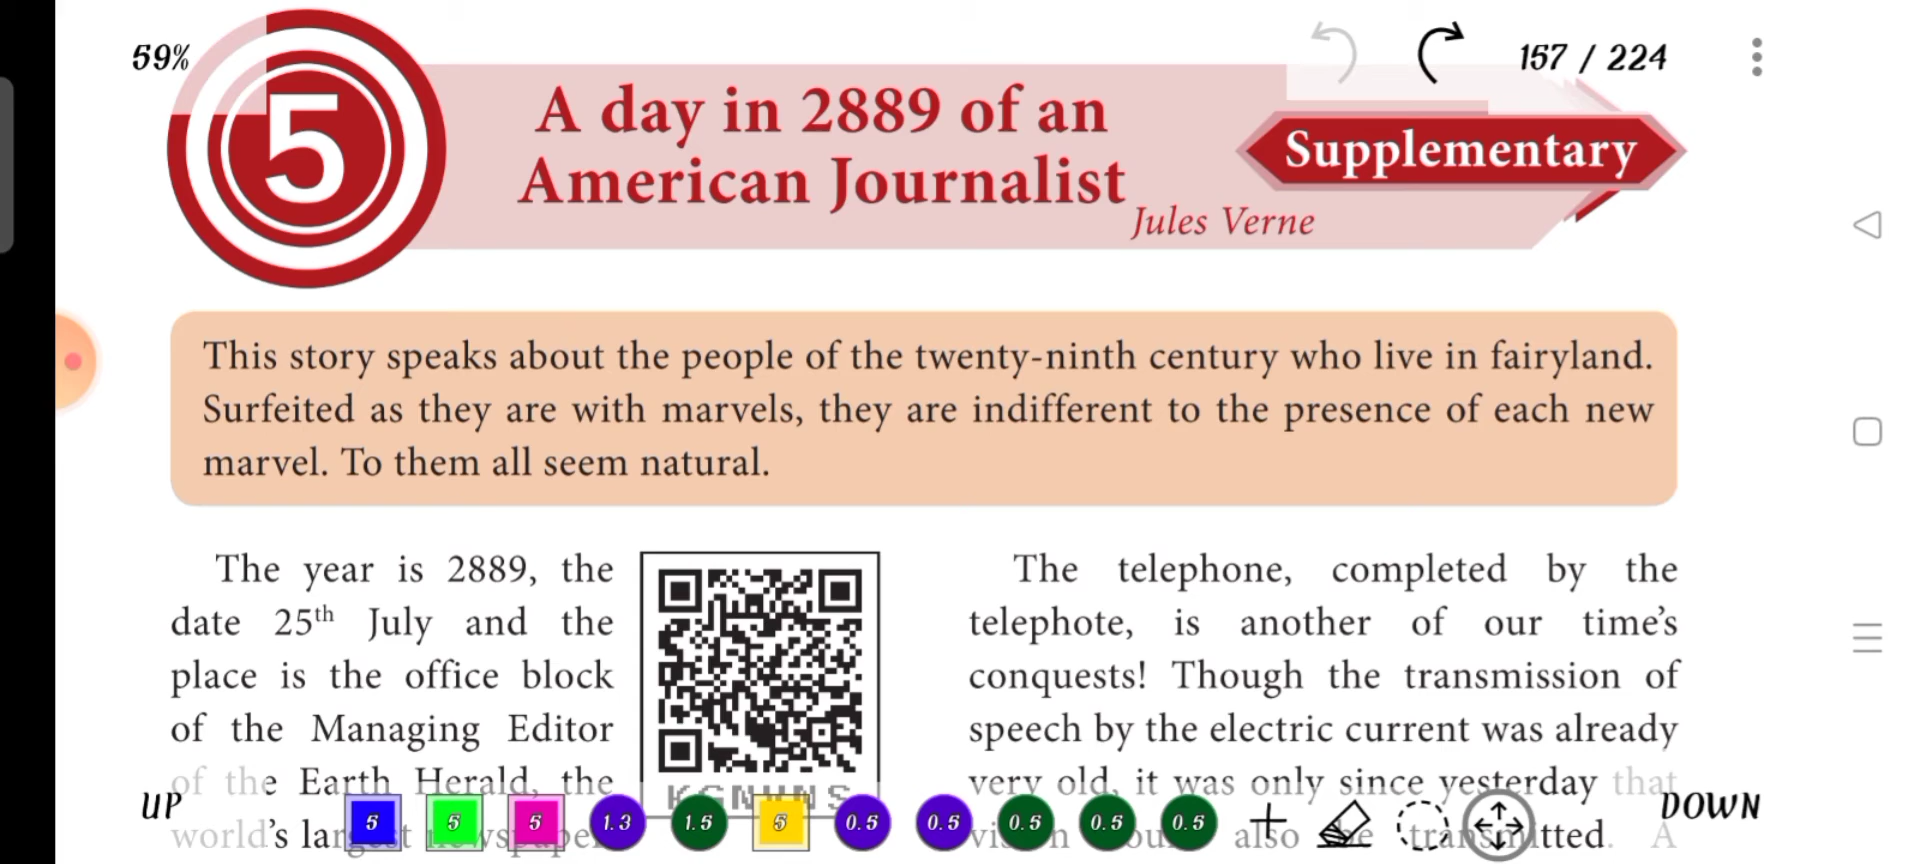 59%
157 / 224
5
A day in 2889 of an
American Journalist
Jules Verne
Supplementary
This story speaks about the people of the twenty-ninth century who live in fairyland.
Surfeited as they are with marvels, they are indifferent to the presence of each new
marvel. To them all seem natural.
The year is 2889, the
date 25th July and the
place is the office block
of the Managing Editor
of the Earth Herald, the
world's
The telephone, completed by the
telephote, is another of our time's
conquests! Though the transmission of
speech by the electric current was already
very old, it was only since yesterday that
also be transmitted. A
UP
5 5 5 1.3 1.5 5 0.5 0.5 0.5 0.5 0.5
DOWN